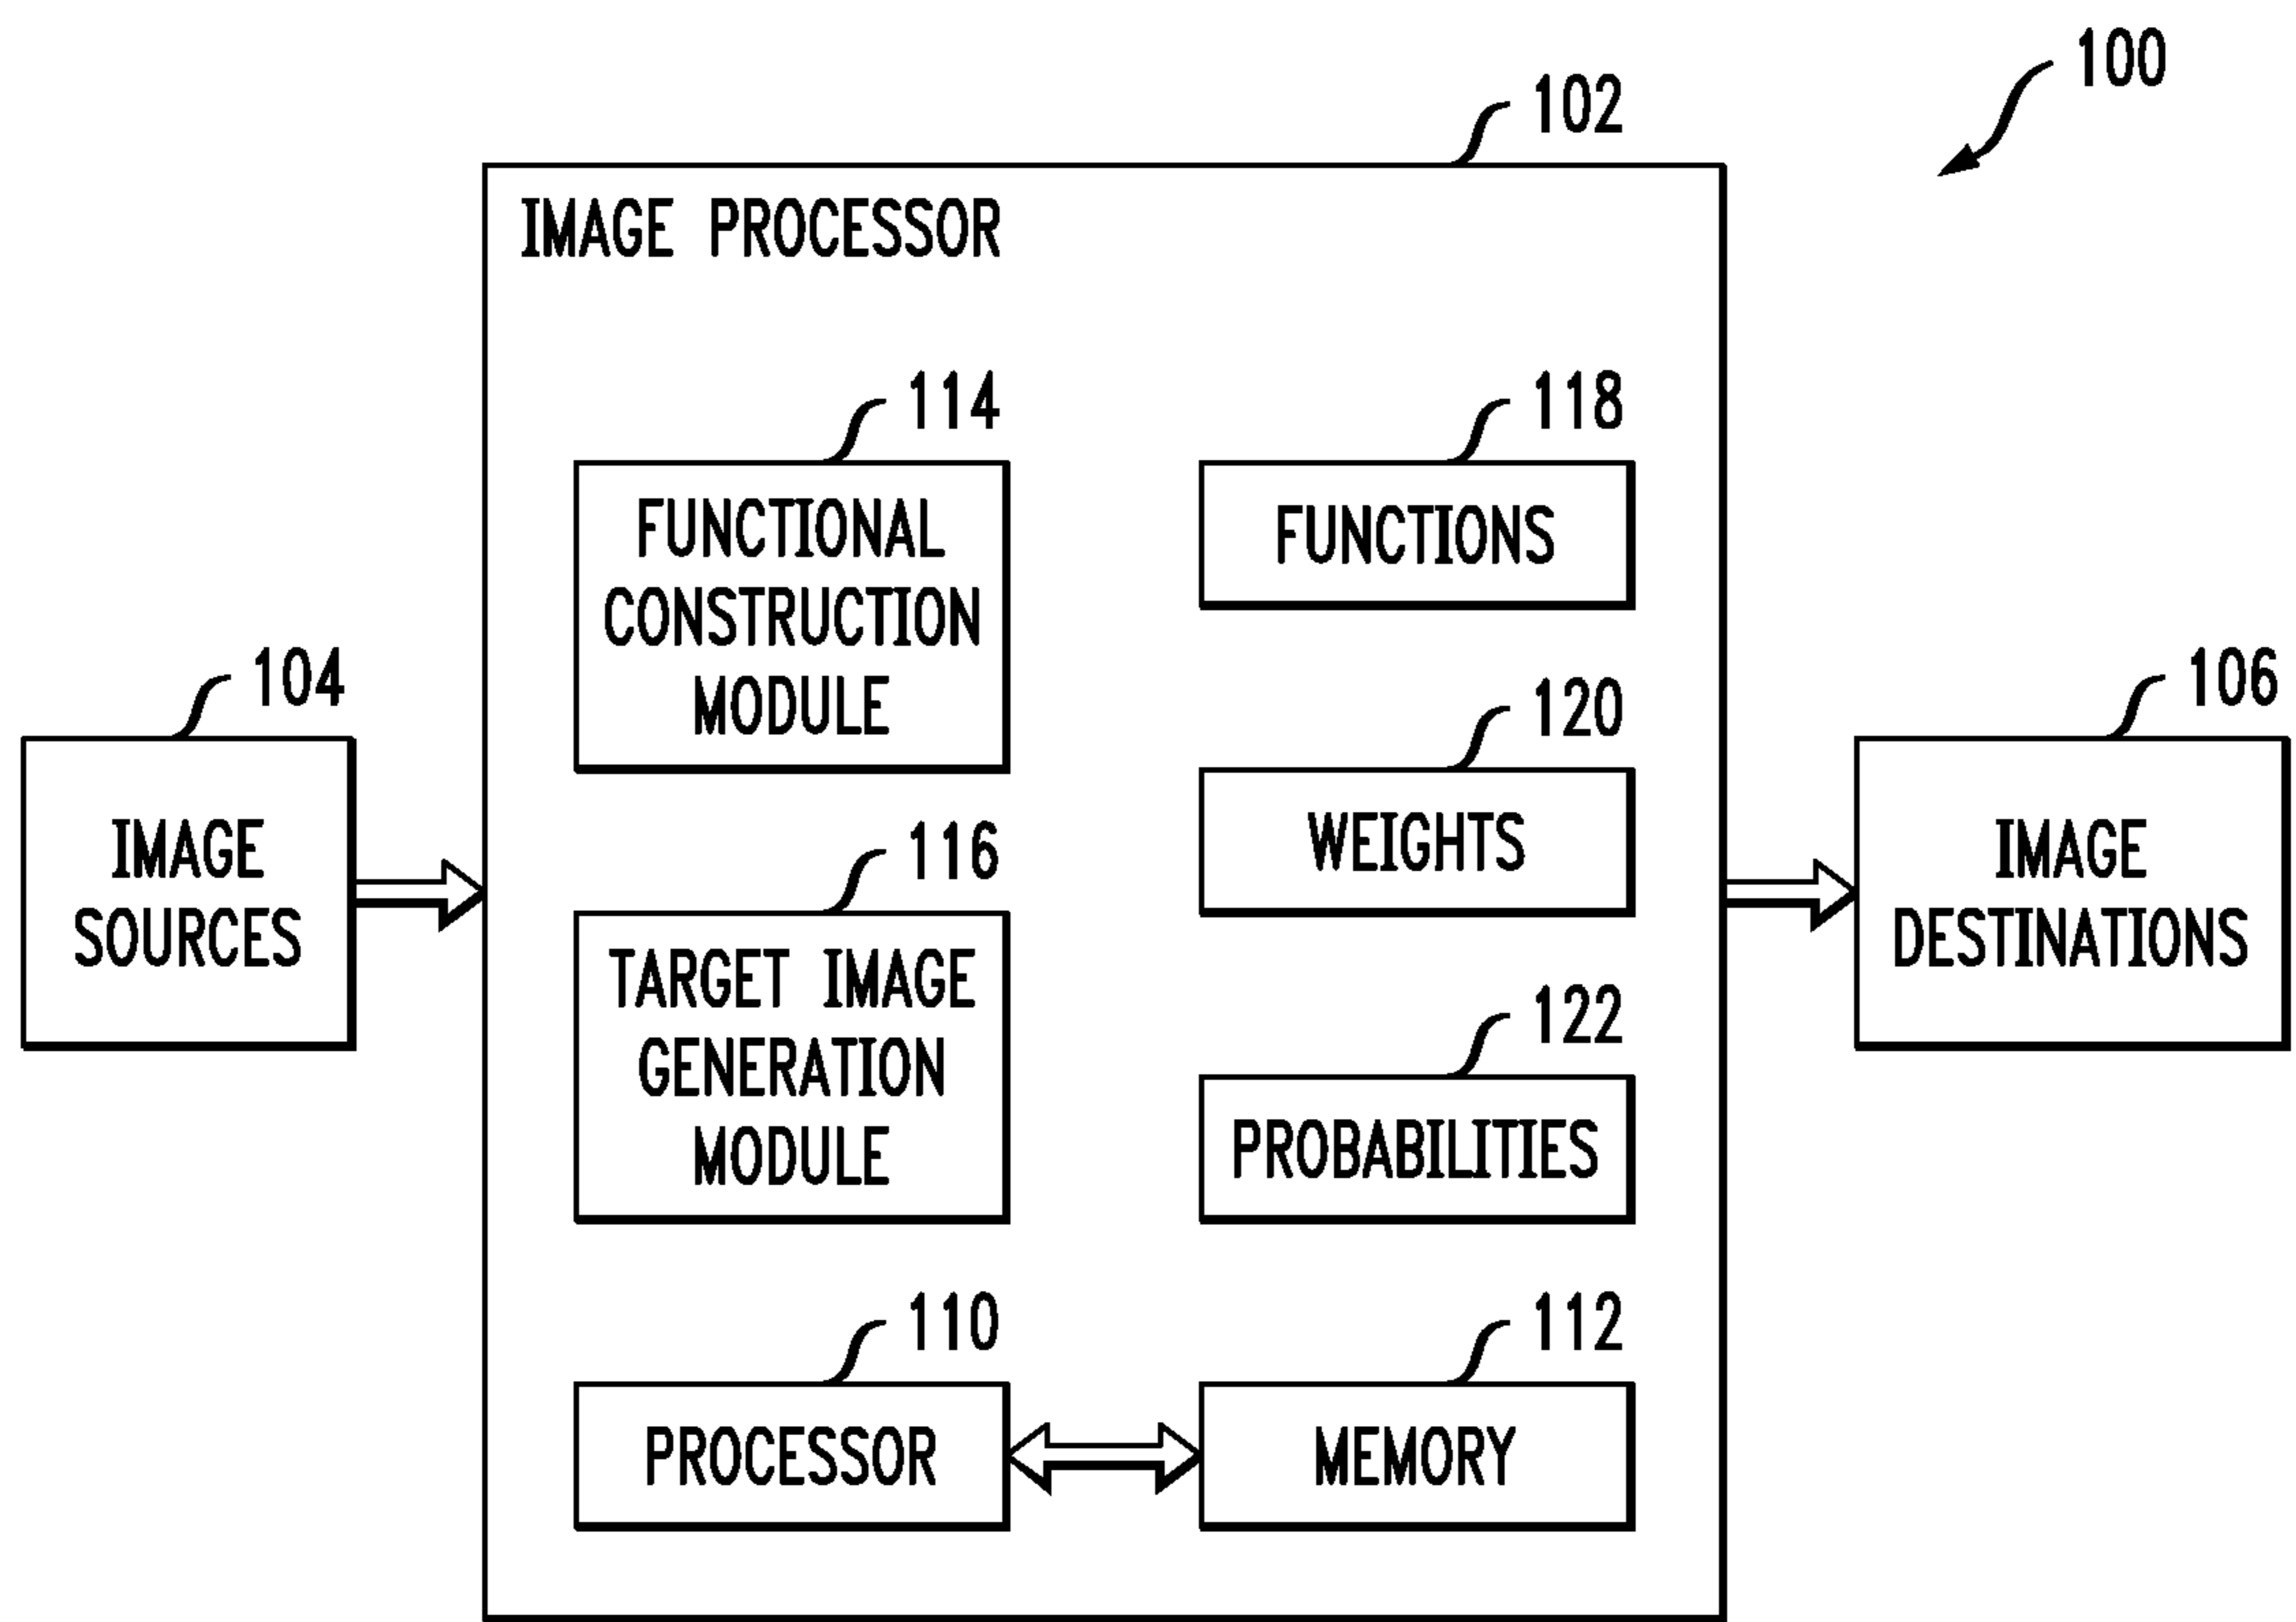 100
102
IMAGE PROCESSOR
114
FUNCTIONAL
CONSTRUCTION
MODULE
118
FUNCTIONS
104
IMAGE
SOURCES
120
WEIGHTS
106
IMAGE
DESTINATIONS
116
TARGET IMAGE
GENERATION
MODULE
122
PROBABILITIES
110
PROCESSOR
112
MEMORY